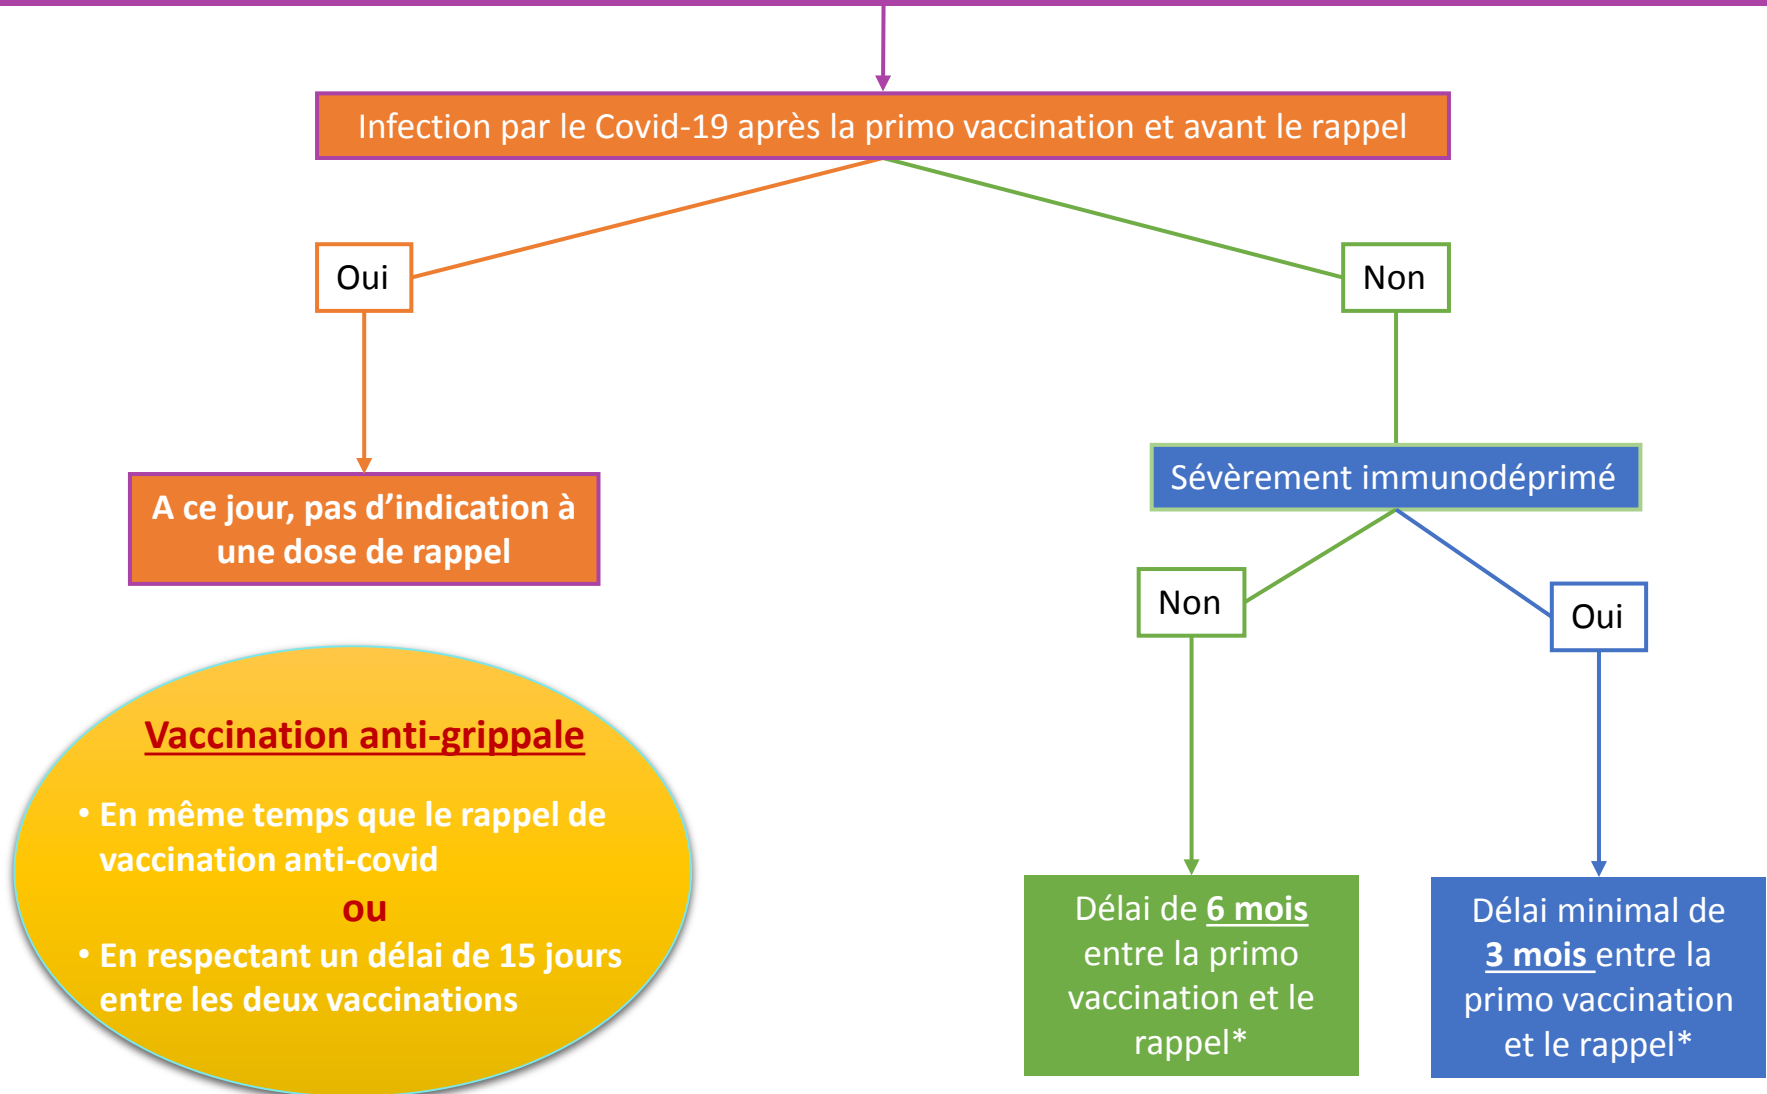 Infection par le Covid-19 après la primo vaccination et avant le rappel
Oui
Non
A ce jour, pas d’indication à
une dose de rappel
Sévèrement immunodéprimé
Non
Oui
Vaccination anti-grippale
• En même temps que le rappel de
vaccination anti-covid
ou
• En respectant un délai de 15 jours
entre les deux vaccinations
Délai de 6 mois
entre la primo
vaccination et le
rappel*
Délai minimal de
3 mois entre la
primo vaccination
et le rappel*